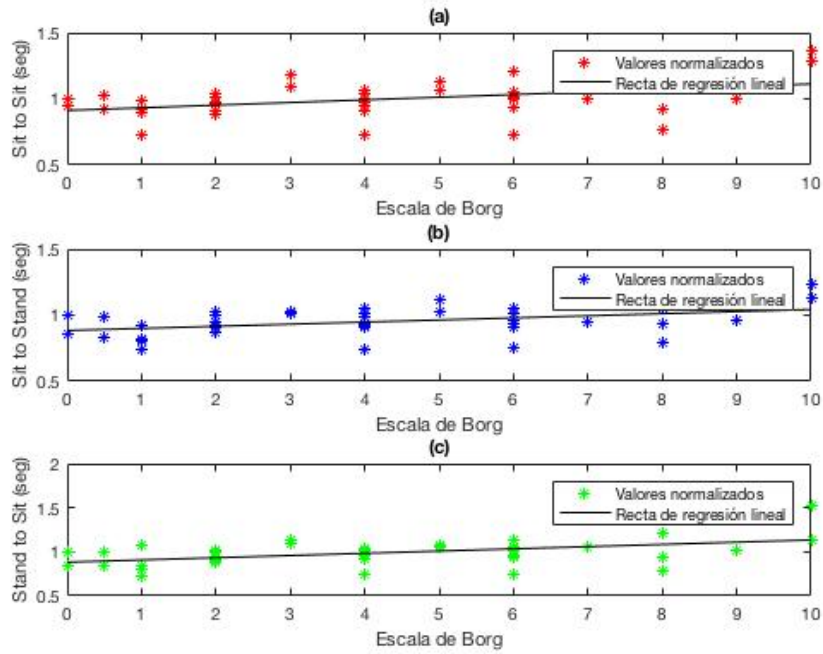 (a)
Sit to Sit (seg)
1.5
1
0.5
Valores normalizados
Recta de regresión lineal
0 1 2 3 4 5 6 7 8 9 10
Escala de Borg
(b)
Sit to Stand (seg)
1.5
1
0.5
Valores normalizados
Recta de regresión lineal
0 1 2 3 4 5 6 7 8 9 10
Escala de Borg
(c)
Stand to Sit (seg)
2
1.5
1
0.5
Valores normalizados
Recta de regresión lineal
0 1 2 3 4 5 6 7 8 9 10
Escala de Borg